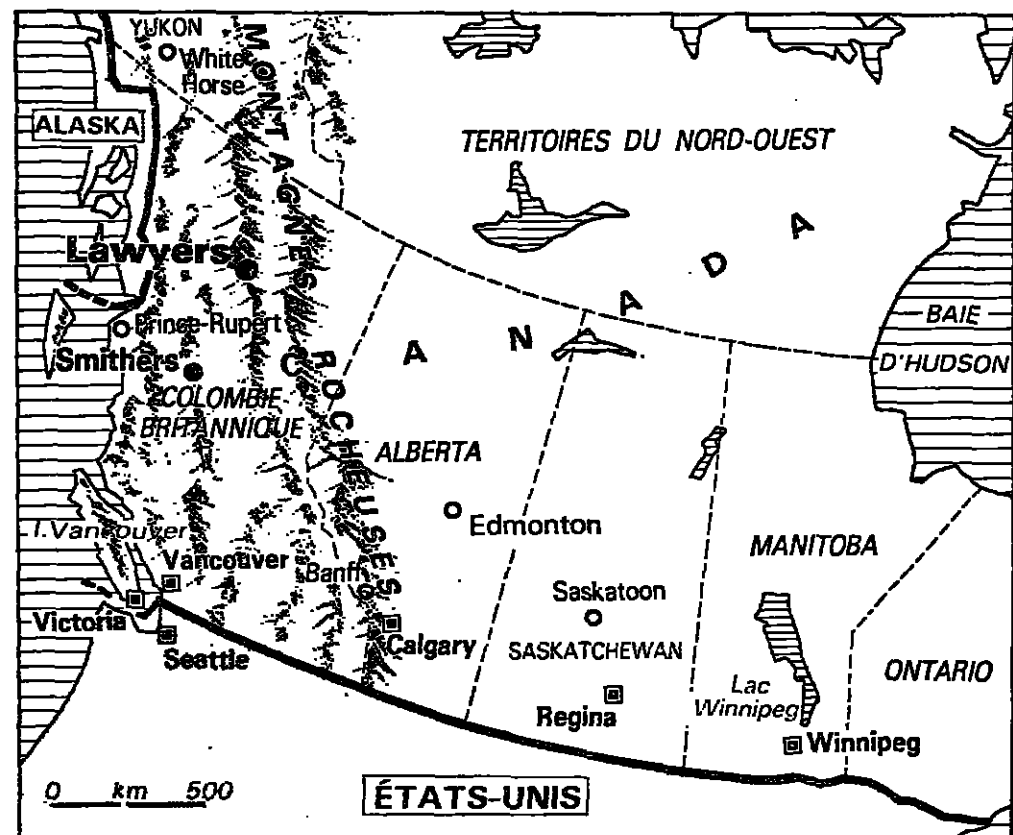 YUKON
White
Horse
MONTAGNES ROCHEUSES
ALASKA
TERRITOIRES DU NORD-OUEST
CANADA
Lawyers
Prince-Rupert
Smithers
COLOMBIE
BRITANNIQUE
BAIE
D'HUDSON
ALBERTA
Edmonton
I. Vancouver
Vancouver
Banff
MANITOBA
Saskatoon
Victoria
Seattle
Calgary
SASKATCHEWAN
ONTARIO
Lac
Winnipeg
Regina
Winnipeg
0 km 500
ÉTATS-UNIS